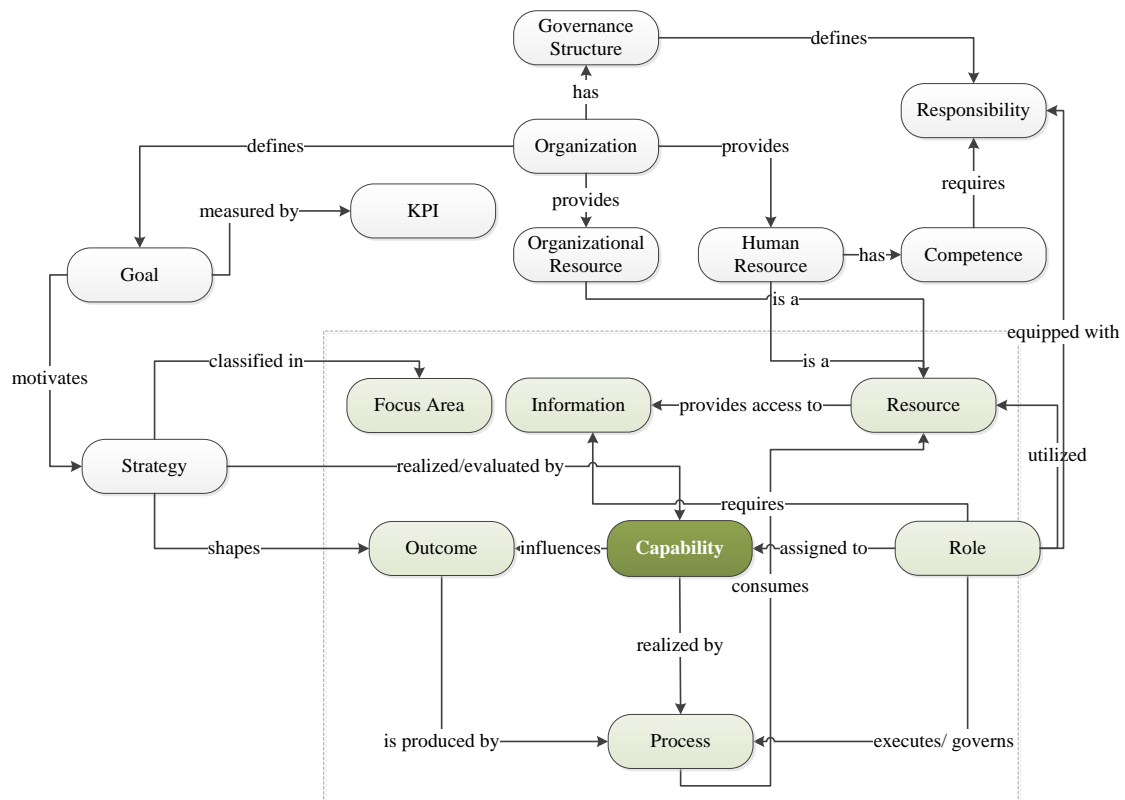 Governance
Structure
defines
has
Responsibility
defines
Organization
provides
requires
provides
measured by
KPI
Organizational
Resource
Human
Resource
has
Competence
Goal
is a
equipped with
classified in
is a
motivates
Focus Area
Information
provides access to
Resource
utilized
Strategy
realized/evaluated by
requires
shapes
Outcome
influences
Capability
assigned to
Role
consumes
realized by
is produced by
Process
executes/ governs